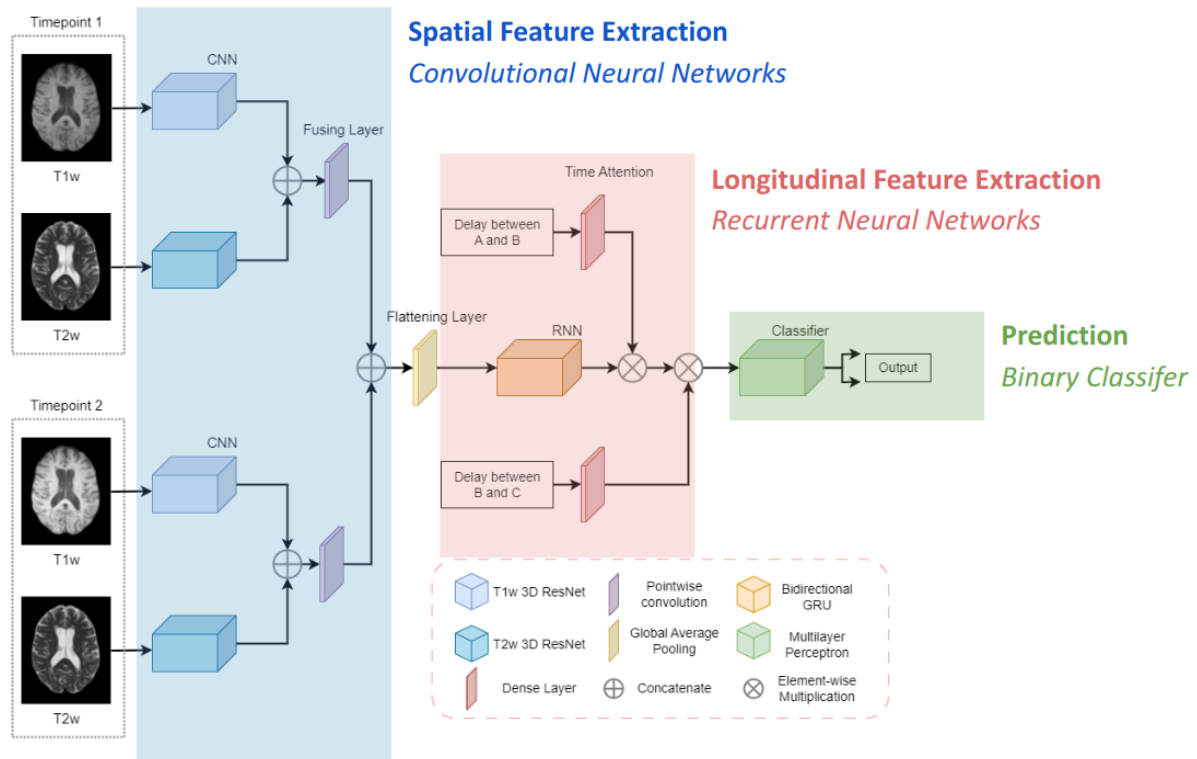 Timepoint 1
T1w
T2w
Timepoint 2
T1w
T2w
CNN
Fusing Layer
CNN
Spatial Feature Extraction
Convolutional Neural Networks
Flattening Layer
Time Attention
Delay between
A and B
RNN
Delay between
B and C
Longitudinal Feature Extraction
Recurrent Neural Networks
Classifier
Output
Prediction
Binary Classifer
T1w 3D ResNet
Pointwise
convolution
Bidirectional
GRU
T2w 3D ResNet
Global Average
Pooling
Multilayer
Perceptron
Dense Layer
Concatenate
Element-wise
Multiplication